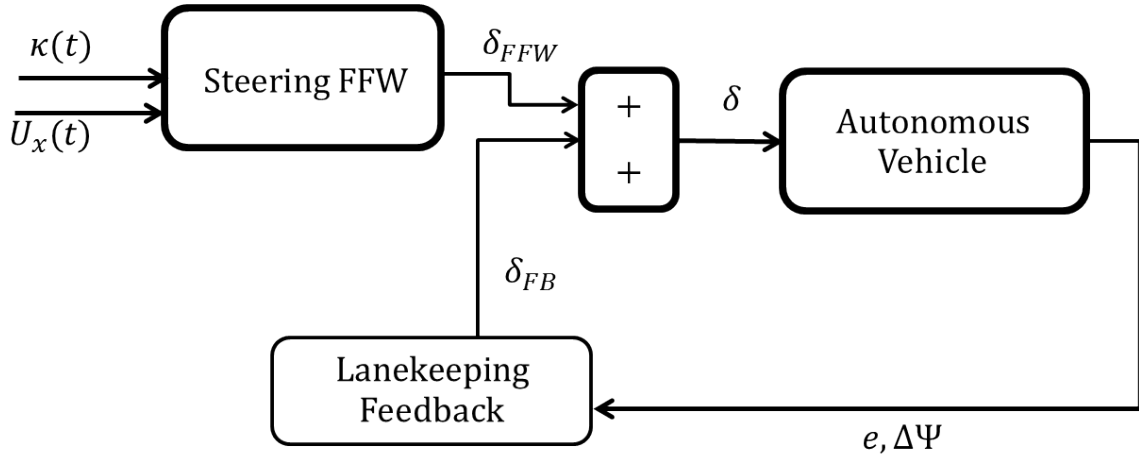 κ(t)
U_x(t)
Steering FFW
δ_FFW
+
+
δ
Autonomous
Vehicle
δ_FB
Lanekeeping
Feedback
e, ΔΨ